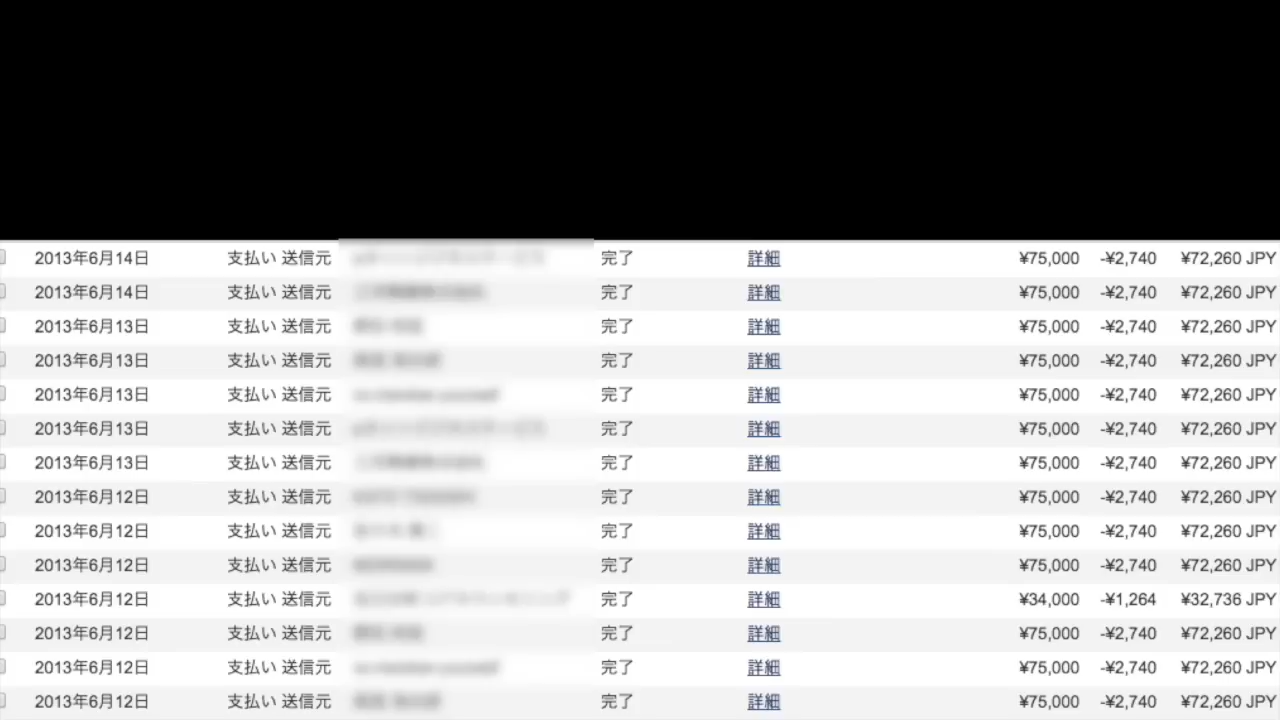 2013年6月14日 支払い 送信元 完了 詳細 ¥75,000 -¥2,740 ¥72,260 JPY
2013年6月14日 支払い 送信元 完了 詳細 ¥75,000 -¥2,740 ¥72,260 JPY
2013年6月13日 支払い 送信元 完了 詳細 ¥75,000 -¥2,740 ¥72,260 JPY
2013年6月13日 支払い 送信元 完了 詳細 ¥75,000 -¥2,740 ¥72,260 JPY
2013年6月13日 支払い 送信元 完了 詳細 ¥75,000 -¥2,740 ¥72,260 JPY
2013年6月13日 支払い 送信元 完了 詳細 ¥75,000 -¥2,740 ¥72,260 JPY
2013年6月13日 支払い 送信元 完了 詳細 ¥75,000 -¥2,740 ¥72,260 JPY
2013年6月12日 支払い 送信元 完了 詳細 ¥75,000 -¥2,740 ¥72,260 JPY
2013年6月12日 支払い 送信元 完了 詳細 ¥75,000 -¥2,740 ¥72,260 JPY
2013年6月12日 支払い 送信元 完了 詳細 ¥75,000 -¥2,740 ¥72,260 JPY
2013年6月12日 支払い 送信元 完了 詳細 ¥34,000 -¥1,264 ¥32,736 JPY
2013年6月12日 支払い 送信元 完了 詳細 ¥75,000 -¥2,740 ¥72,260 JPY
2013年6月12日 支払い 送信元 完了 詳細 ¥75,000 -¥2,740 ¥72,260 JPY
2013年6月12日 支払い 送信元 完了 詳細 ¥75,000 -¥2,740 ¥72,260 JPY